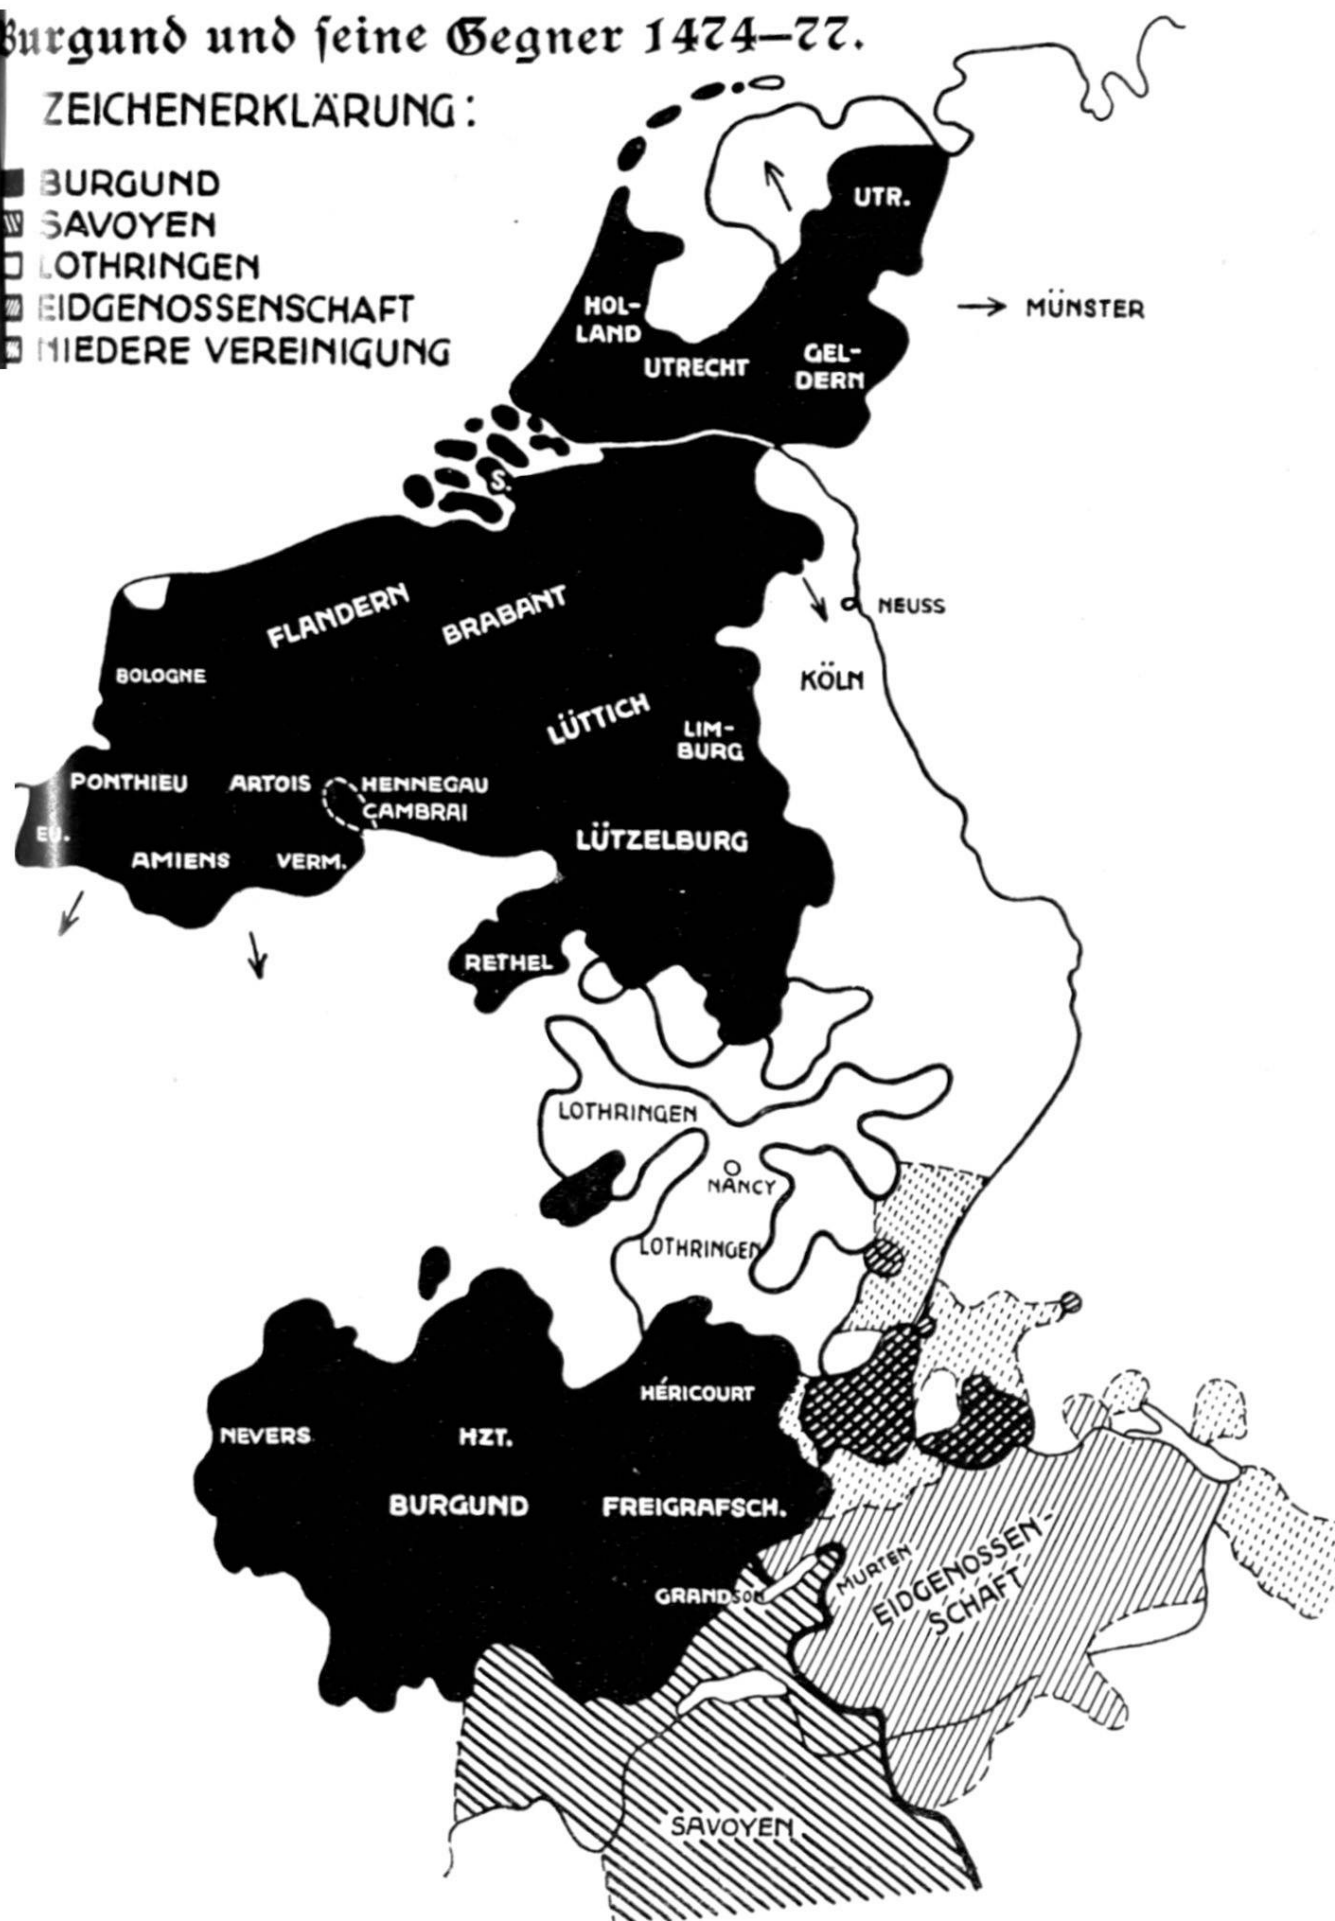 Burgund und seine Gegner 1474–77.
ZEICHENERKLÄRUNG:
BURGUND
SAVOYEN
LOTHRINGEN
EIDGENOSSENSCHAFT
NIEDERE VEREINIGUNG
UTR.
HOL-
LAND
UTRECHT
GEL-
DERN
MÜNSTER
S.
FLANDERN
BRABANT
NEUSS
BOLOGNE
KÖLN
LÜTTICH
LIM-
BURG
PONTHIEU
ARTOIS
HENNEGAU
CAMBRAI
EU.
AMIENS
VERM.
LÜTZELBURG
RETHEL
LOTHRINGEN
NANCY
LOTHRINGEN
HÉRICOURT
NEVERS
HZT.
BURGUND
FREIGRAFSCH.
GRANDSON
MURTEN
EIDGENOSSEN-
SCHAFT
SAVOYEN